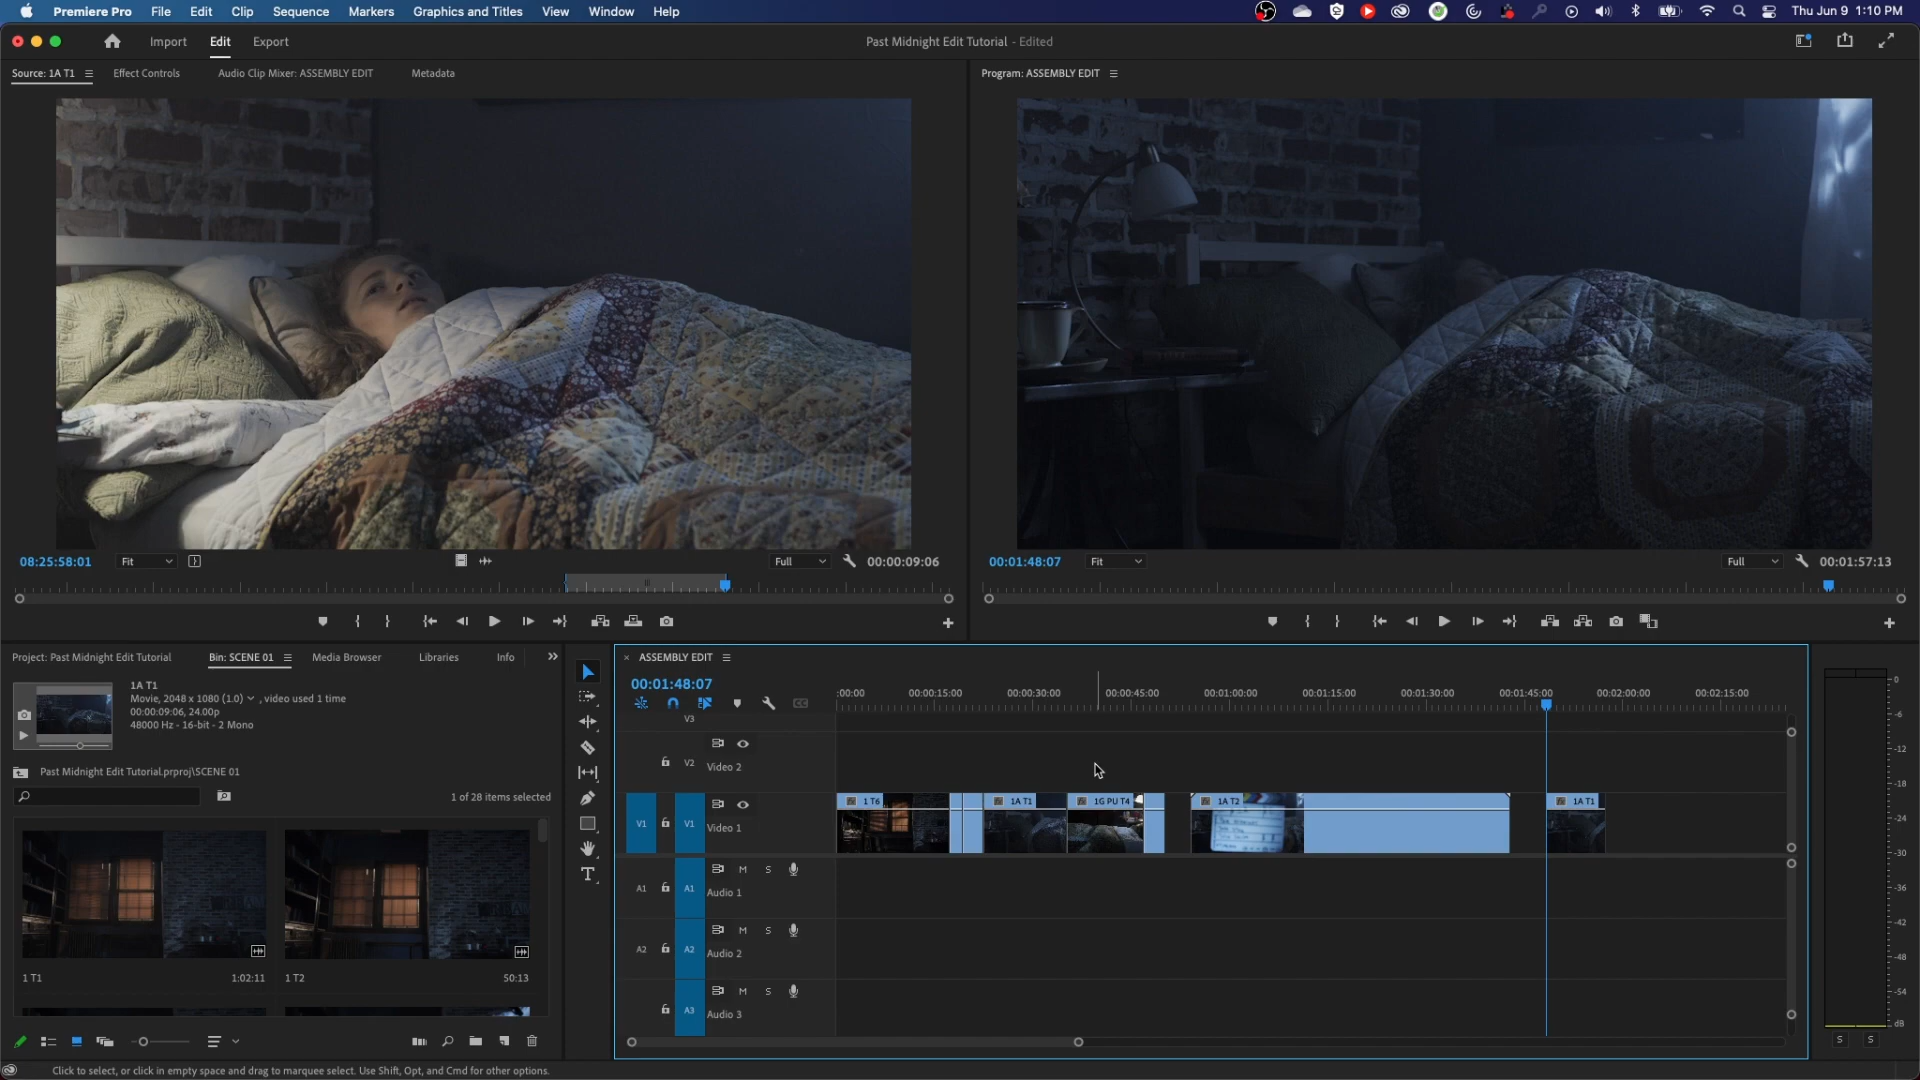 Premiere Pro File Edit Clip Sequence Markers Graphics and Titles View Window Help Thu Jun 9 1:10 PM
Import Edit Export Past Midnight Edit Tutorial - Edited
Source: 1A T1 Effect Controls Audio Clip Mixer: ASSEMBLY EDIT Metadata Program: ASSEMBLY EDIT
08:25:58:01 Fit Full 00:00:09:06 00:01:48:07 Fit Full 00:01:57:13
Project: Past Midnight Edit Tutorial Bin: SCENE 01 Media Browser Libraries Info
ASSEMBLY EDIT
1A T1
Movie, 2048 x 1080 (1.0) , video used 1 time
00:00:09:06, 24.00p
48000 Hz - 16-bit - 2 Mono
Past Midnight Edit Tutorial.prproj\SCENE 01
1 of 28 items selected
1 T1 1:02:11 1 T2 50:13
00:01:48:07
:00:00 00:00:15:00 00:00:30:00 00:00:45:00 00:01:00:00 00:01:15:00 00:01:30:00 00:01:45:00 00:02:00:00 00:02:15:00
V3
V2 Video 2
1 T6 1A T1 1G PU T4 1A T2 1A T1
V1 V1 Video 1
A1 A1 M S Audio 1
A2 A2 M S Audio 2
A3 M S Audio 3
0
-6
-12
-18
-24
-30
-36
-42
-48
-54
dB
S S
Click to select, or click in empty space and drag to marquee select. Use Shift, Opt, and Cmd for other options.